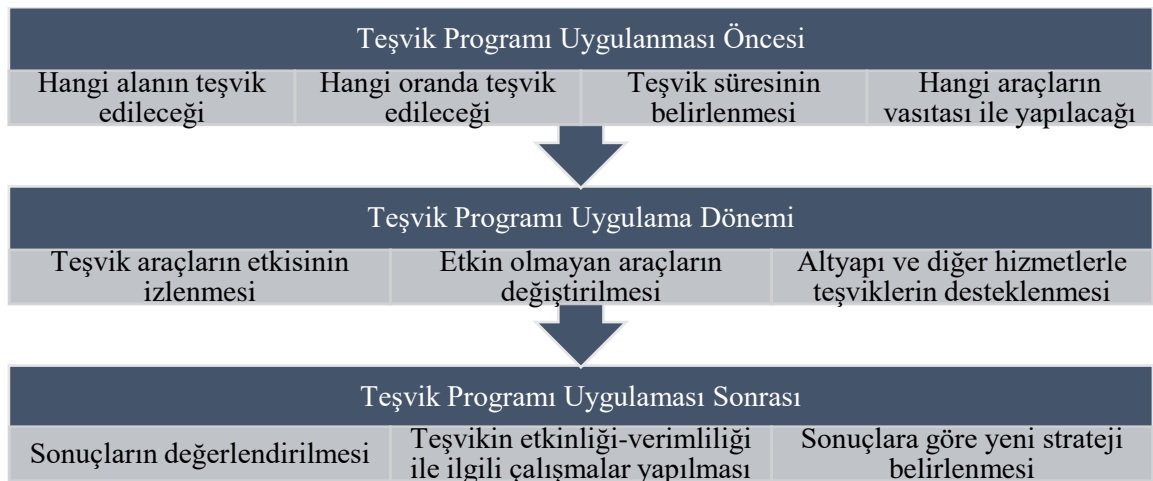 Teşvik Programı Uygulanması Öncesi
Hangi alanın teşvik
edileceği
Hangi oranda teşvik
edileceği
Teşvik süresinin
belirlenmesi
Hangi araçların
vasıtası ile yapılacağı
Teşvik Programı Uygulama Dönemi
Teşvik araçların etkisinin
izlenmesi
Etkin olmayan araçların
değiştirilmesi
Altyapı ve diğer hizmetlerle
teşviklerin desteklenmesi
Teşvik Programı Uygulaması Sonrası
Sonuçların değerlendirilmesi
Teşvikin etkinliği-verimliliği
ile ilgili çalışmalar yapılması
Sonuçlara göre yeni strateji
belirlenmesi